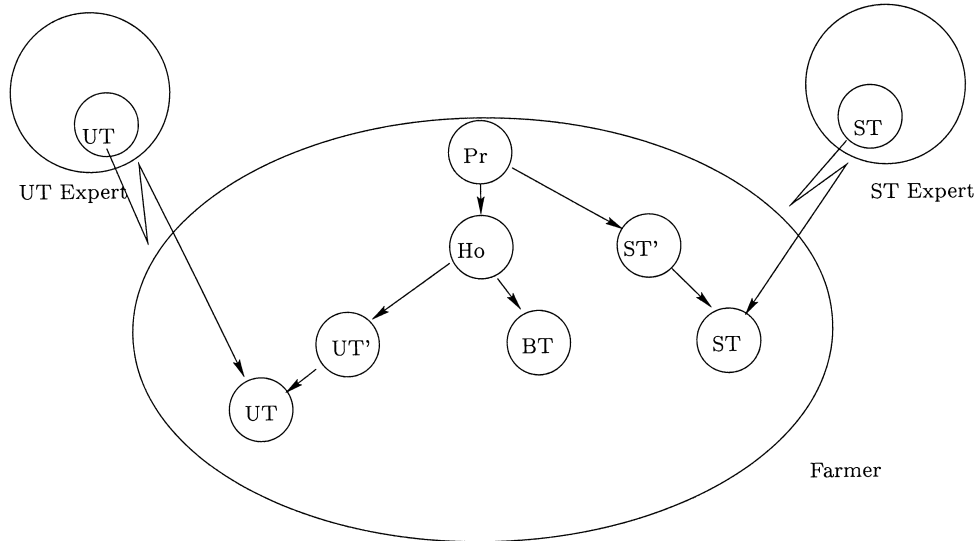 UT
ST
Pr
UT Expert
ST Expert
Ho
ST'
UT'
BT
ST
UT
Farmer